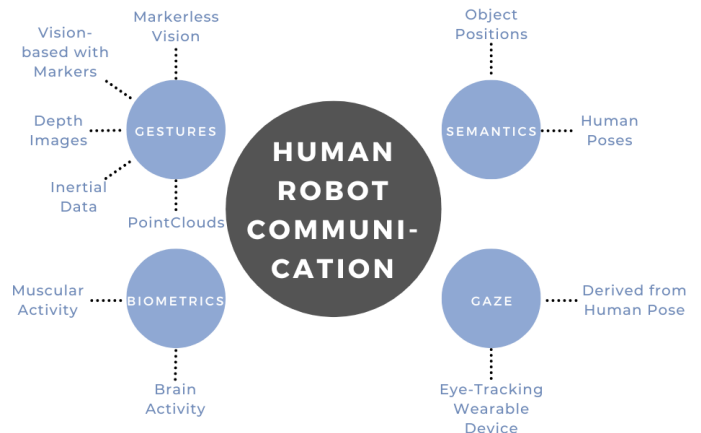 Markerless
Vision
Vision-
based with
Markers
Depth
Images
Inertial
Data
GESTURES
PointClouds
HUMAN
ROBOT
COMMUNI-
CATION
Object
Positions
SEMANTICS
Human
Poses
Muscular
Activity
BIOMETRICS
Brain
Activity
GAZE
Derived from
Human Pose
Eye-Tracking
Wearable
Device